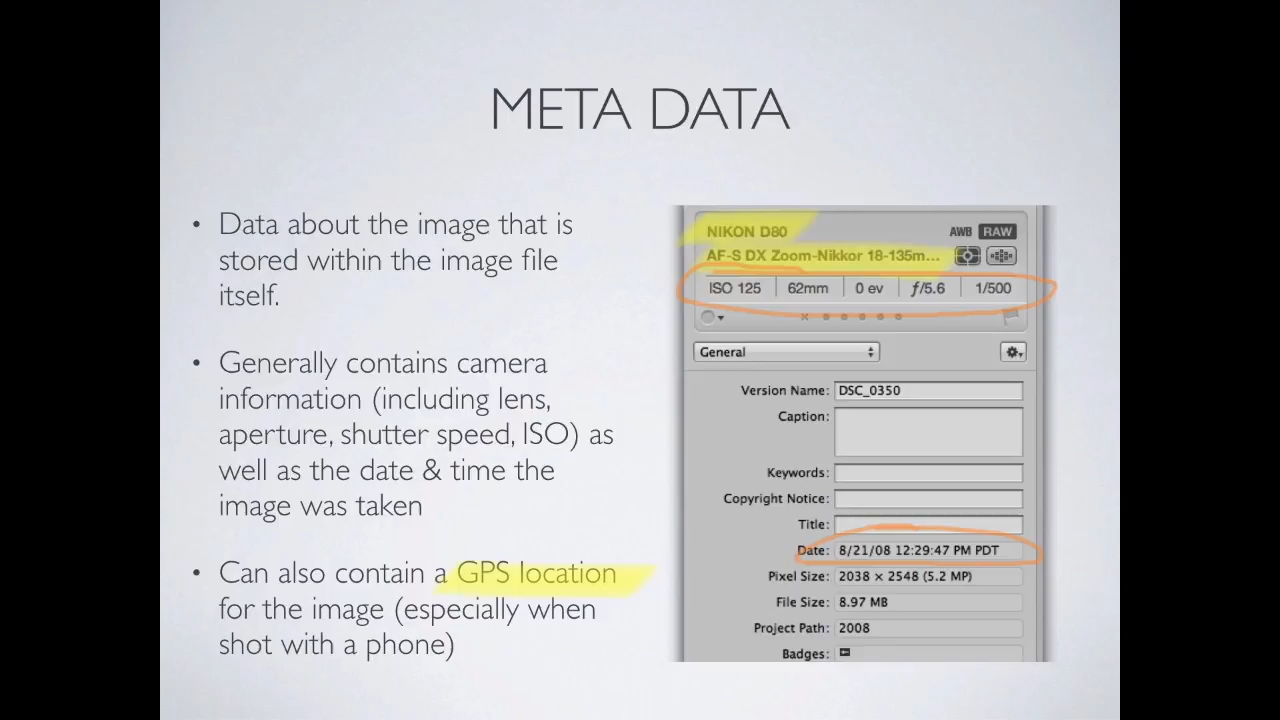 META DATA
• Data about the image that is
stored within the image file
itself.
• Generally contains camera
information (including lens,
aperture, shutter speed, ISO) as
well as the date & time the
image was taken
• Can also contain a GPS location
for the image (especially when
shot with a phone)
NIKON D80 AWB RAW
AF-S DX Zoom-Nikkor 18-135m...
ISO 125 62mm 0 ev ƒ/5.6 1/500
General
Version Name: DSC_0350
Caption:
Keywords:
Copyright Notice:
Title:
Date: 8/21/08 12:29:47 PM PDT
Pixel Size: 2038 × 2548 (5.2 MP)
File Size: 8.97 MB
Project Path: 2008
Badges: